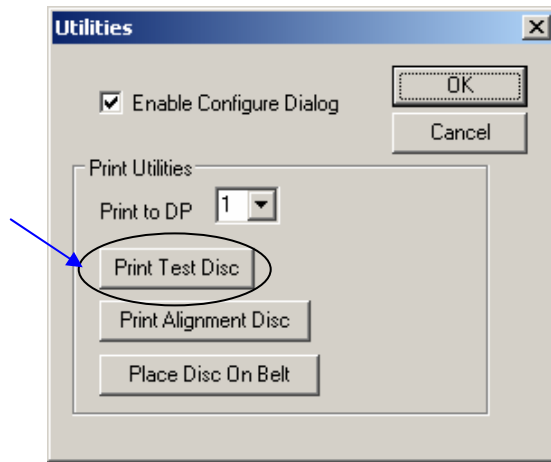 Utilities
Enable Configure Dialog
OK
Cancel
Print Utilities
Print to DP 1
Print Test Disc
Print Alignment Disc
Place Disc On Belt